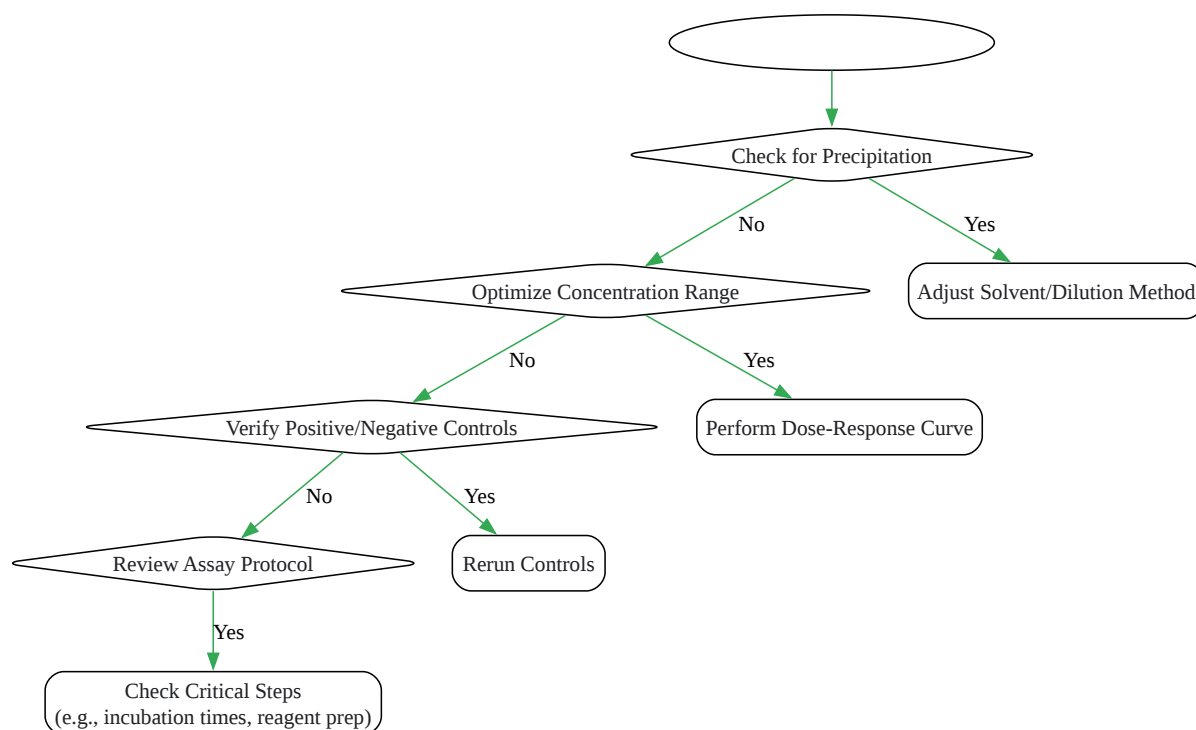 Check for Precipitation
No
Yes
Optimize Concentration Range
Adjust Solvent/Dilution Method
No
Yes
Verify Positive/Negative Controls
Perform Dose-Response Curve
No
Yes
Review Assay Protocol
Rerun Controls
Yes
Check Critical Steps
(e.g., incubation times, reagent prep)